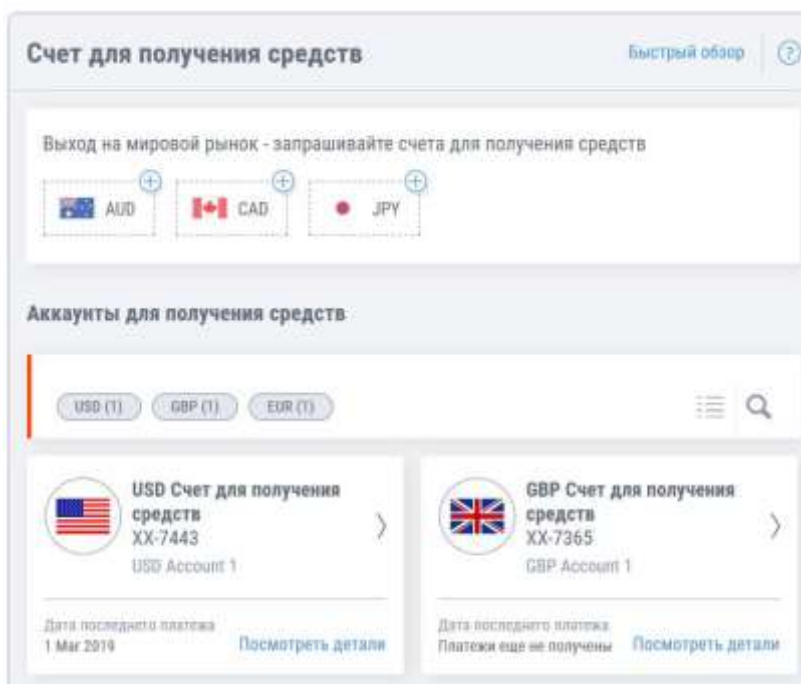 Счет для получения средств
Быстрый обзор
?
Выход на мировой рынок - запрашивайте счета для получения средств
AUD
CAD
JPY
Аккаунты для получения средств
USD (1)
GBP (1)
EUR (1)
USD Счет для получения
средств
XX-7443
USD Account 1
Дата последнего платежа
1 Mar 2019
Посмотреть детали
GBP Счет для получения
средств
XX-7365
GBP Account 1
Дата последнего платежа
Платежи еще не получены
Посмотреть детали